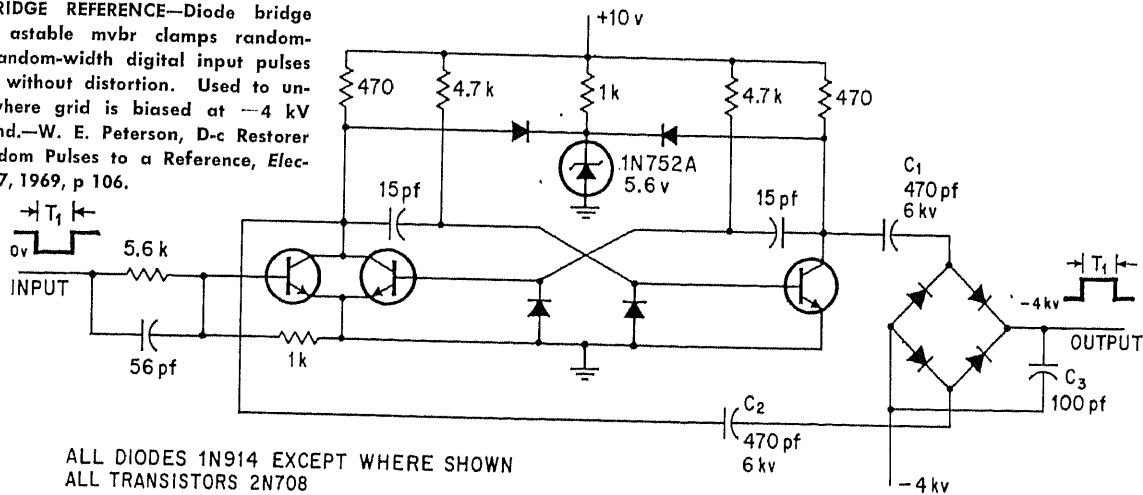 RIDGE REFERENCE—Diode bridge
astable mvbr clamps random-
andom-width digital input pulses
without distortion. Used to un-
where grid is biased at —4 kV
nd.—W. E. Peterson, D-c Restorer
dom Pulses to a Reference, Elec-
7, 1969, p 106.
+10 v
470
4.7 k
1k
4.7 k
470
1N752A
5.6 v
15 pf
15 pf
C1
470 pf
6 kv
T1
0v
5.6 k
INPUT
56 pf
1k
T1
-4 kv
OUTPUT
C3
100 pf
C2
470 pf
6 kv
-4 kv
ALL DIODES 1N914 EXCEPT WHERE SHOWN
ALL TRANSISTORS 2N708